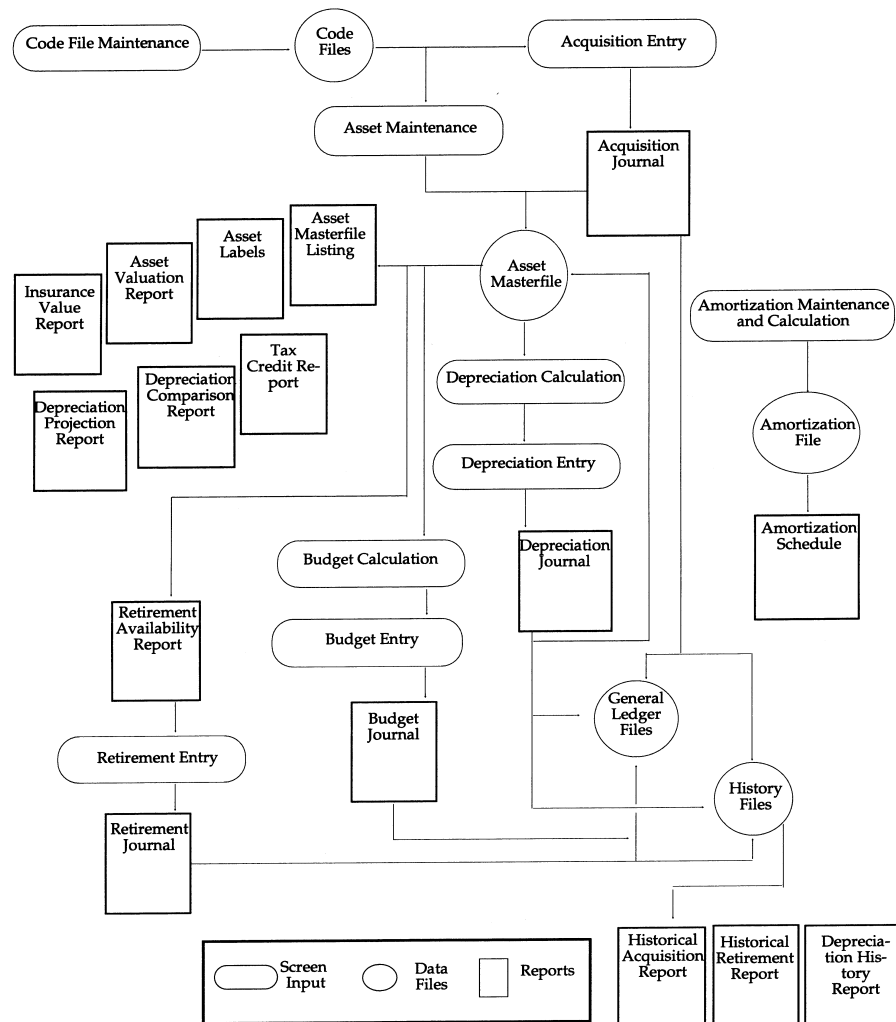 Code File Maintenance
Code
Files
Acquisition Entry
Asset Maintenance
Acquisition
Journal
Asset
Masterfile
Listing
Asset
Labels
Asset
Valuation
Report
Insurance
Value
Report
Asset
Masterfile
Amortization Maintenance
and Calculation
Tax
Credit Re-
port
Depreciation
Comparison
Report
Depreciation
Projection
Report
Depreciation Calculation
Amortization
File
Depreciation Entry
Amortization
Schedule
Depreciation
Journal
Budget Calculation
Retirement
Availability
Report
Budget Entry
General
Ledger
Files
Budget
Journal
Retirement Entry
History
Files
Retirement
Journal
Historical
Acquisition
Report
Historical
Retirement
Report
Deprecia-
tion His-
tory
Report
Screen
Input
Data
Files
Reports